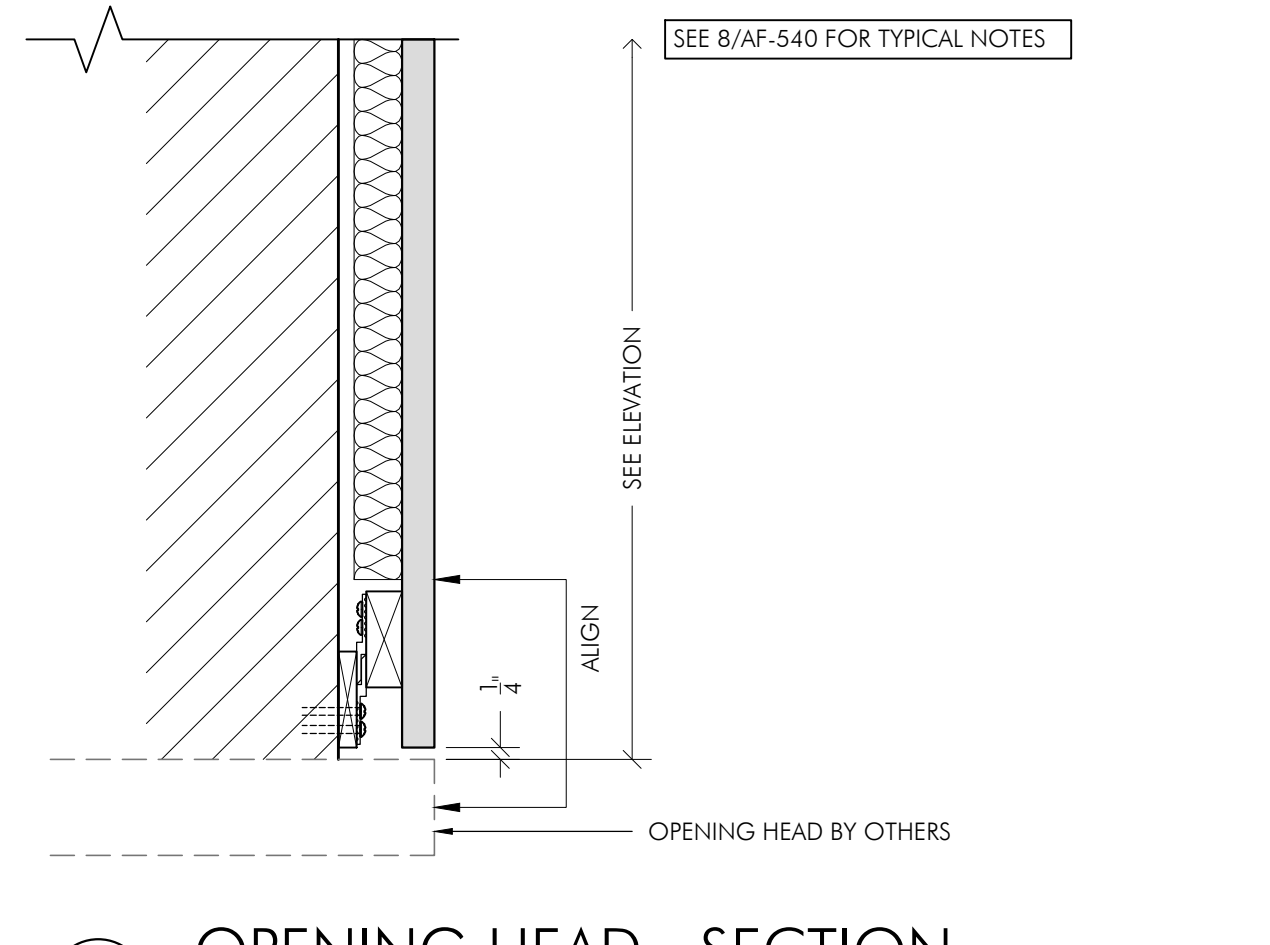 SEE 8/AF-540 FOR TYPICAL NOTES
SEE ELEVATION
ALIGN
1"/4
OPENING HEAD BY OTHERS
OPENING HEAD - SECTION